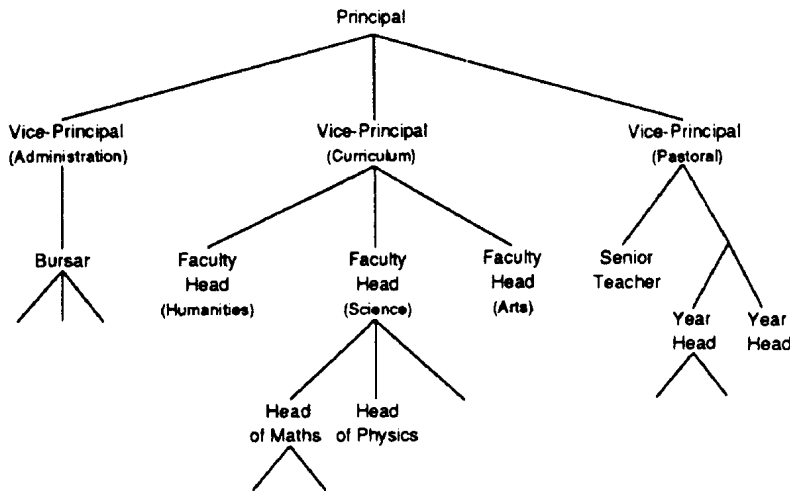 Principal
Vice-Principal
(Administration)
Vice-Principal
(Curriculum)
Vice-Principal
(Pastoral)
Bursar
Faculty
Head
(Humanities)
Faculty
Head
(Science)
Faculty
Head
(Arts)
Senior
Teacher
Year
Head
Year
Head
Head
of Maths
Head
of Physics